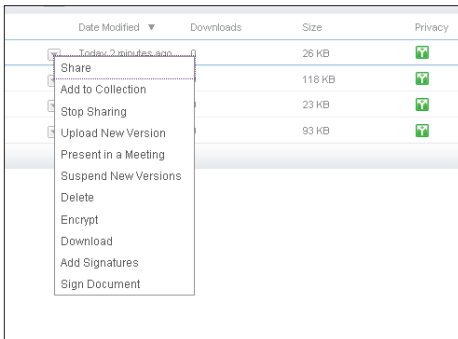 Date Modified ▼ Downloads Size Privacy
Today 2 minutes ago 0 26 KB
Share
118 KB
Add to Collection
Stop Sharing 23 KB
Upload New Version 93 KB
Present in a Meeting
Suspend New Versions
Delete
Encrypt
Download
Add Signatures
Sign Document